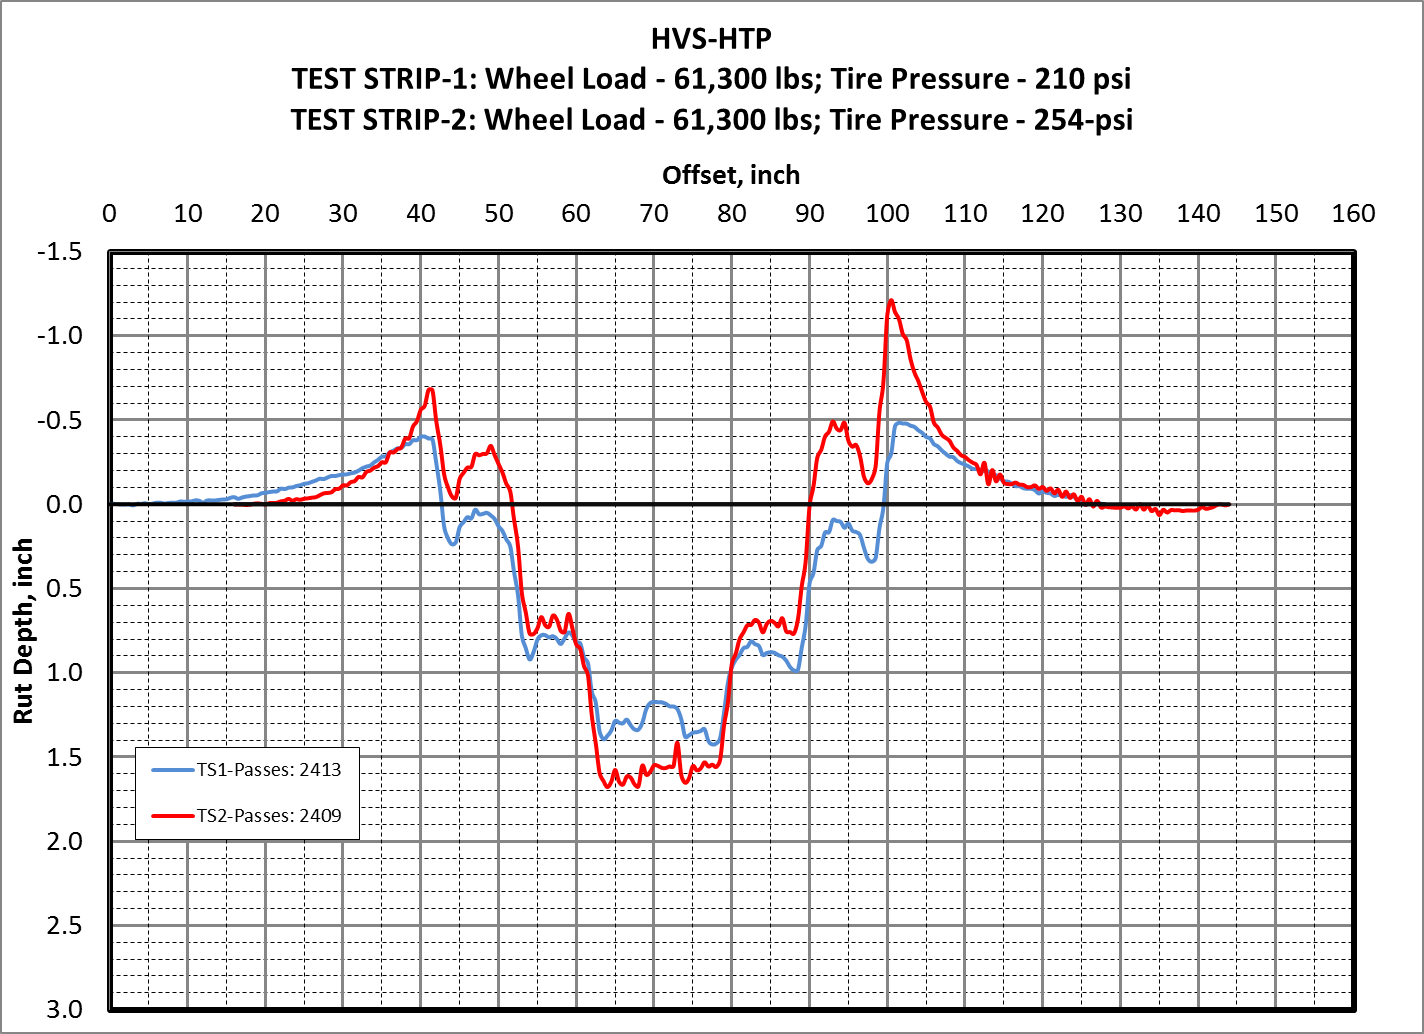 HVS-HTP
TEST STRIP-1: Wheel Load - 61,300 lbs; Tire Pressure - 210 psi
TEST STRIP-2: Wheel Load - 61,300 lbs; Tire Pressure - 254-psi
Offset, inch
0 10 20 30 40 50 60 70 80 90 100 110 120 130 140 150 160
-1.5
-1.0
-0.5
0.0
0.5
1.0
1.5
2.0
2.5
3.0
Rut Depth, inch
TS1-Passes: 2413
TS2-Passes: 2409